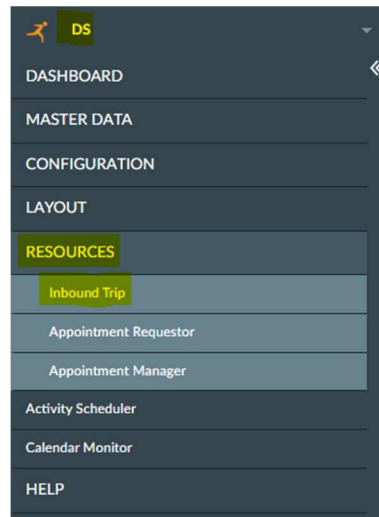 DS
DASHBOARD
MASTER DATA
CONFIGURATION
LAYOUT
RESOURCES
Inbound Trip
Appointment Requestor
Appointment Manager
Activity Scheduler
Calendar Monitor
HELP